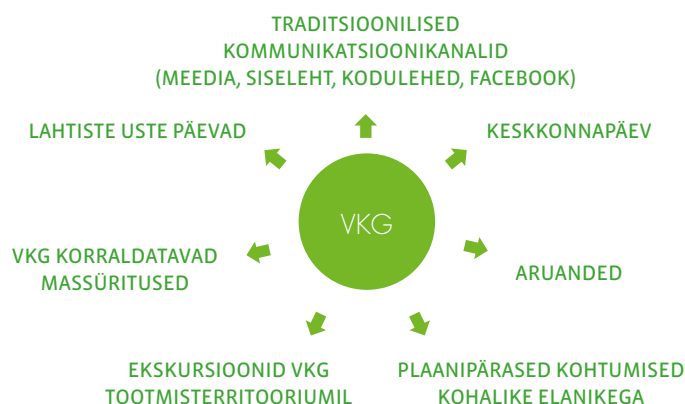 TRADITSIOONILISED
KOMMUNIKATSIOONIKANALID
(MEEDIA, SISELEHT, KODULEHED, FACEBOOK)
LAHTISTE USTE PÄEVAD
KESKKONNAPÄEV
VKG
VKG KORRALDATAVAD
MASSÜRITUSED
ARUANDED
EKSKURSIOONID VKG
TOOTMISTERRITOORIUMIL
PLAANIPÄRASED KOHTUMISED
KOHALIKE ELANIKEGA